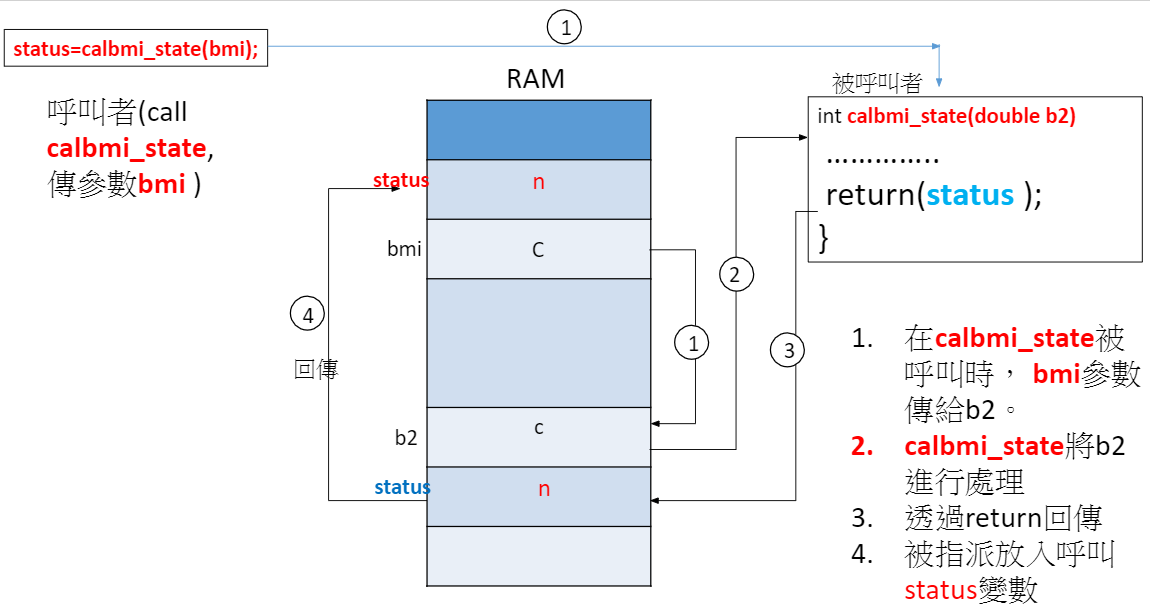 ①
status=calbmi_state(bmi);
RAM
被呼叫者
呼叫者(call
calbmi_state,
傳參數bmi )
int calbmi_state(double b2)
…………..
return(status );
}
status
n
bmi
C
②
④
①
③
回傳
b2
c
status
n
1. 在calbmi_state被
呼叫時， bmi參數
傳給b2。
2. calbmi_state將b2
進行處理
3. 透過return回傳
4. 被指派放入呼叫
status變數